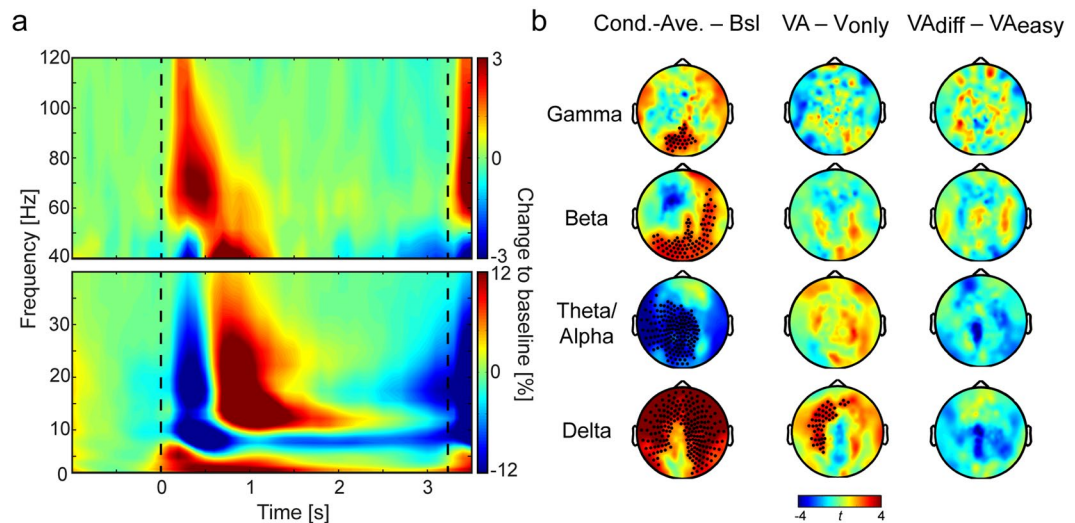 a
b
Cond.-Ave. – Bsl
VA – Vonly
VAdiff – VAeasy
120
100
80
60
40
30
20
10
0
Frequency [Hz]
0
1
2
3
Time [s]
3
0
-3
12
0
-12
Change to baseline [%]
Gamma
Beta
Theta/
Alpha
Delta
-4
t
4